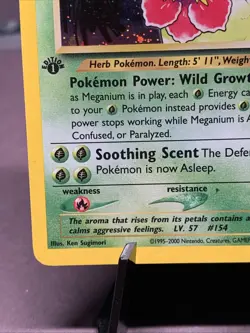 EDITION
1
Herb Pokémon. Length: 5' 11", Weigh
Pokémon Power: Wild Growt
as Meganium is in play, each Energy ca
to your Pokémon instead provides
power stops working while Meganium is A
Confused, or Paralyzed.
Soothing Scent The Defe
Pokémon is now Asleep.
weakness resistance
The aroma that rises from its petals contains a
calms aggressive feelings. LV. 57 #154
Illus. Ken Sugimori ©1995-2000 Nintendo, Creatures, GAMEF